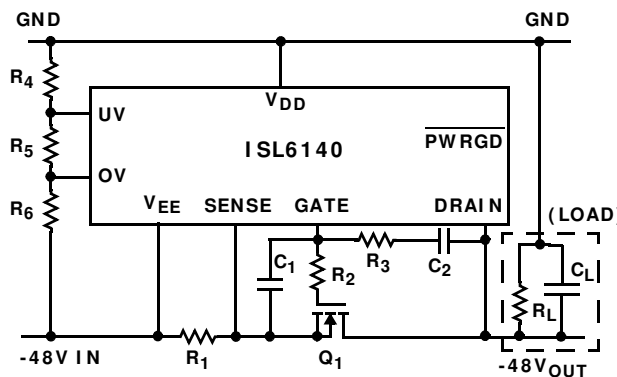 GND GND
R4
VDD
UV
PWRGD
R5
ISL6140
OV
R6
VEE SENSE GATE DRAIN
(LOAD)
C1 R2 R3 C2
CL
RL
-48V IN
R1 Q1
-48VOUT